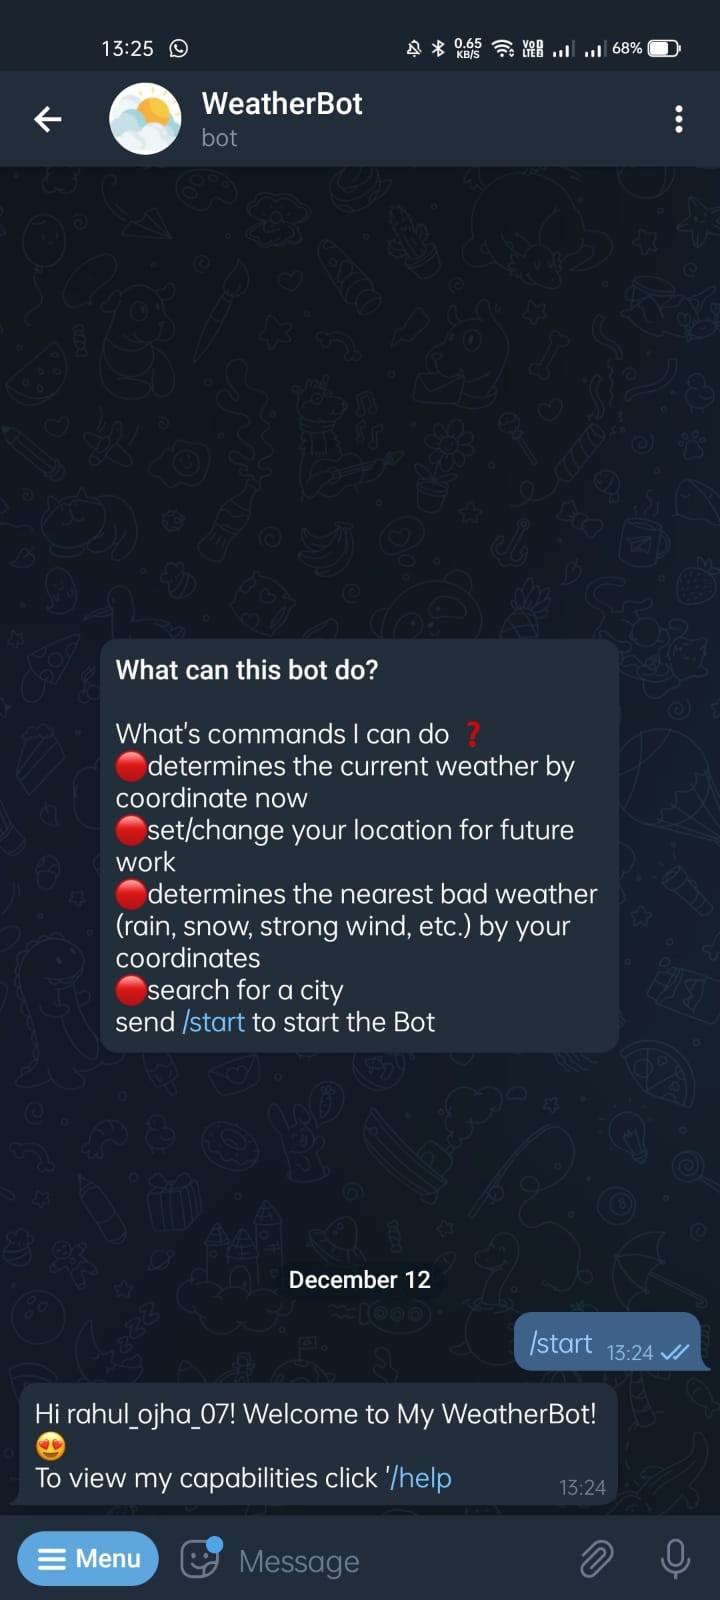 13:25 0.65 KB/S VoD LTE 2 68%
WeatherBot
bot
What can this bot do?
What's commands I can do ❓
🔴determines the current weather by
coordinate now
🔴set/change your location for future
work
🔴determines the nearest bad weather
(rain, snow, strong wind, etc.) by your
coordinates
🔴search for a city
send /start to start the Bot
December 12
/start 13:24
Hi rahul_ojha_07! Welcome to My WeatherBot!
😍
To view my capabilities click '/help 13:24
Menu Message